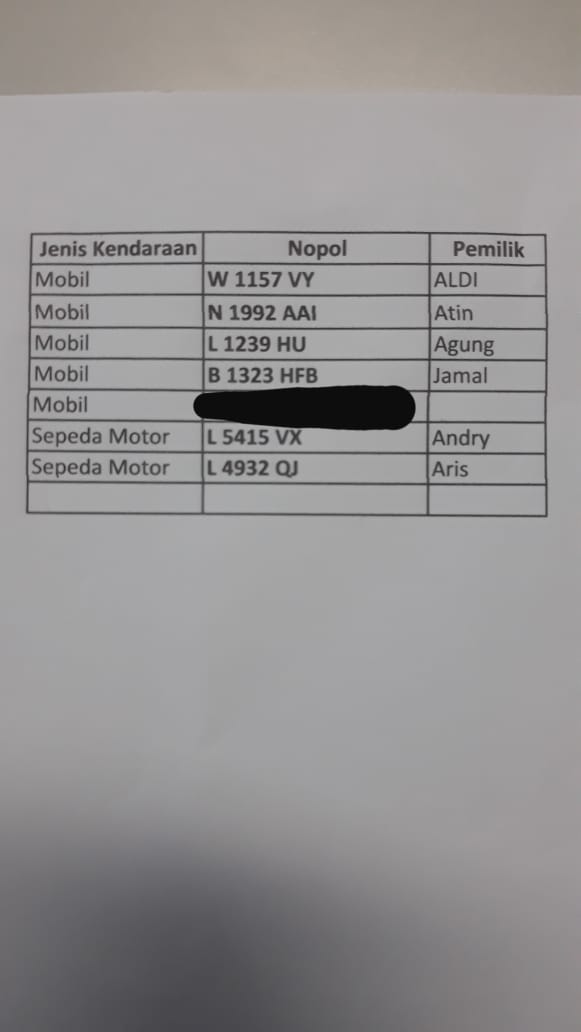 Jenis Kendaraan Nopol Pemilik
Mobil W 1157 VY ALDI
Mobil N 1992 AAI Atin
Mobil L 1239 HU Agung
Mobil B 1323 HFB Jamal
Mobil
Sepeda Motor L 5415 VX Andry
Sepeda Motor L 4932 QJ Aris